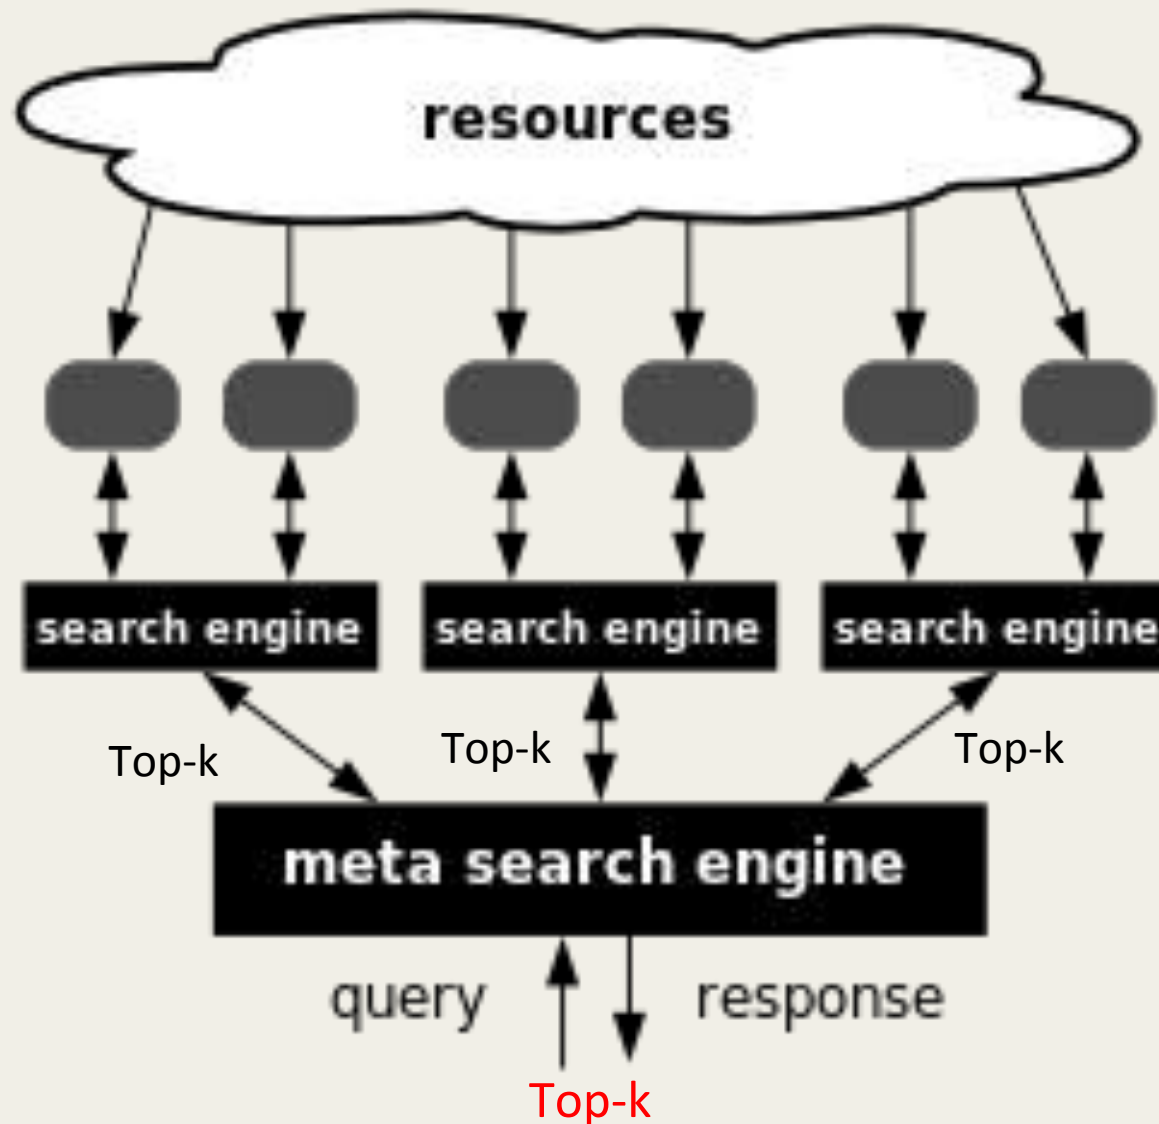 resources
search engine
search engine
search engine
Top-k
Top-k
Top-k
meta search engine
query
response
Top-k